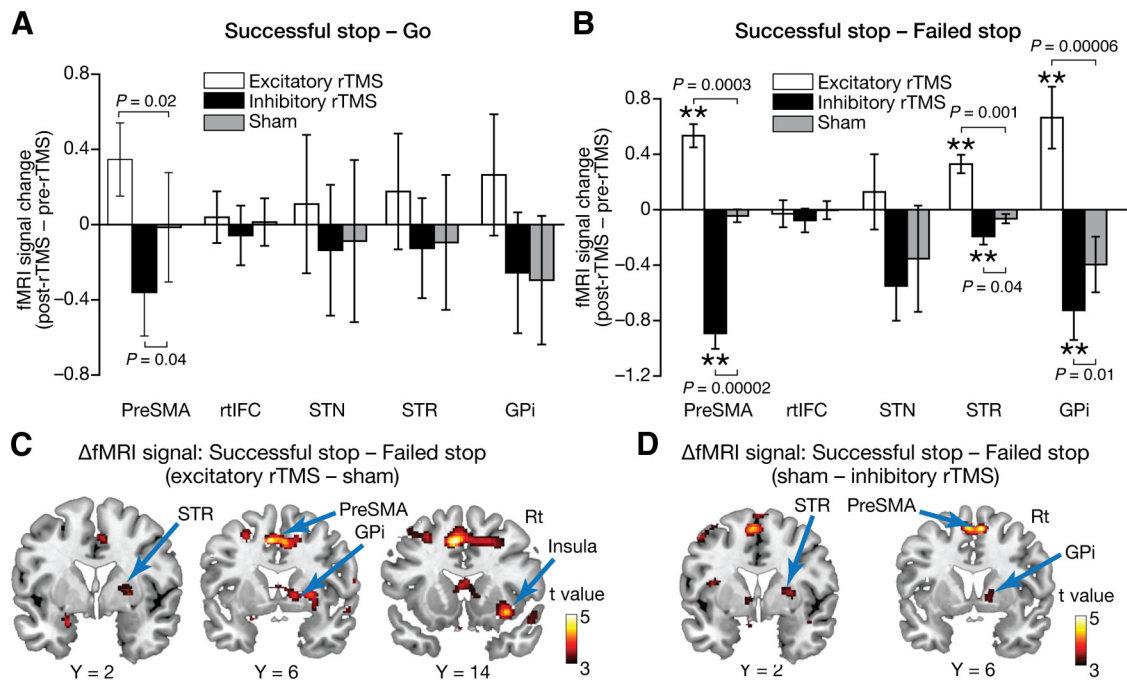 A
Successful stop – Go
fMRI signal change
(post-rTMS – pre-rTMS)
0.8
0.4
0
−0.4
−0.8
Excitatory rTMS
Inhibitory rTMS
Sham
P = 0.02
P = 0.04
PreSMA rtIFC STN STR GPi
B
Successful stop – Failed stop
fMRI signal change
(post-rTMS – pre-rTMS)
0.8
0.4
0
−0.4
−0.8
−1.2
Excitatory rTMS
Inhibitory rTMS
Sham
P = 0.0003
**
**
P = 0.00002
P = 0.001
**
**
P = 0.04
P = 0.00006
**
**
P = 0.01
PreSMA rtIFC STN STR GPi
C
ΔfMRI signal: Successful stop – Failed stop
(excitatory rTMS – sham)
STR
PreSMA
GPi
Rt
Insula
t value
5
3
Y = 2
Y = 6
Y = 14
D
ΔfMRI signal: Successful stop – Failed stop
(sham – inhibitory rTMS)
STR
PreSMA
Rt
GPi
t value
5
3
Y = 2
Y = 6